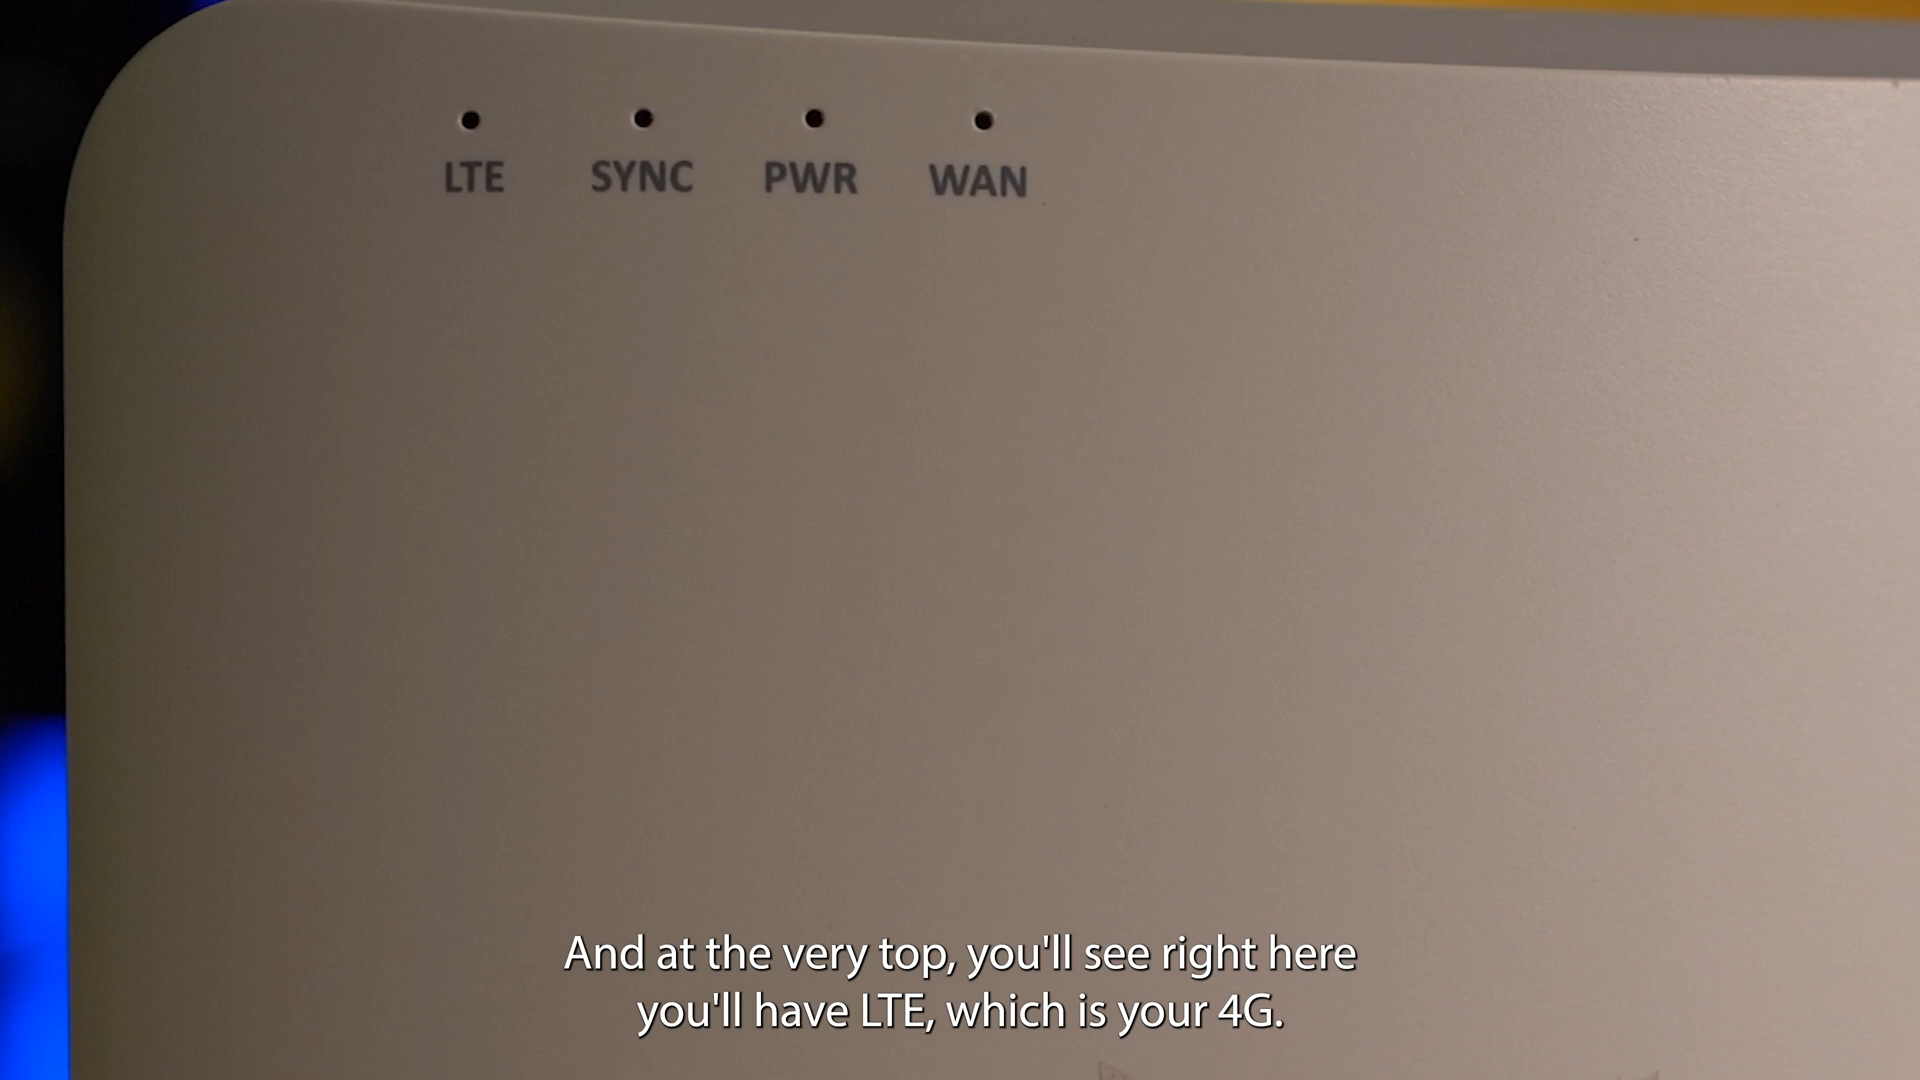 LTE SYNC PWR WAN
And at the very top, you'll see right here
you'll have LTE, which is your 4G.